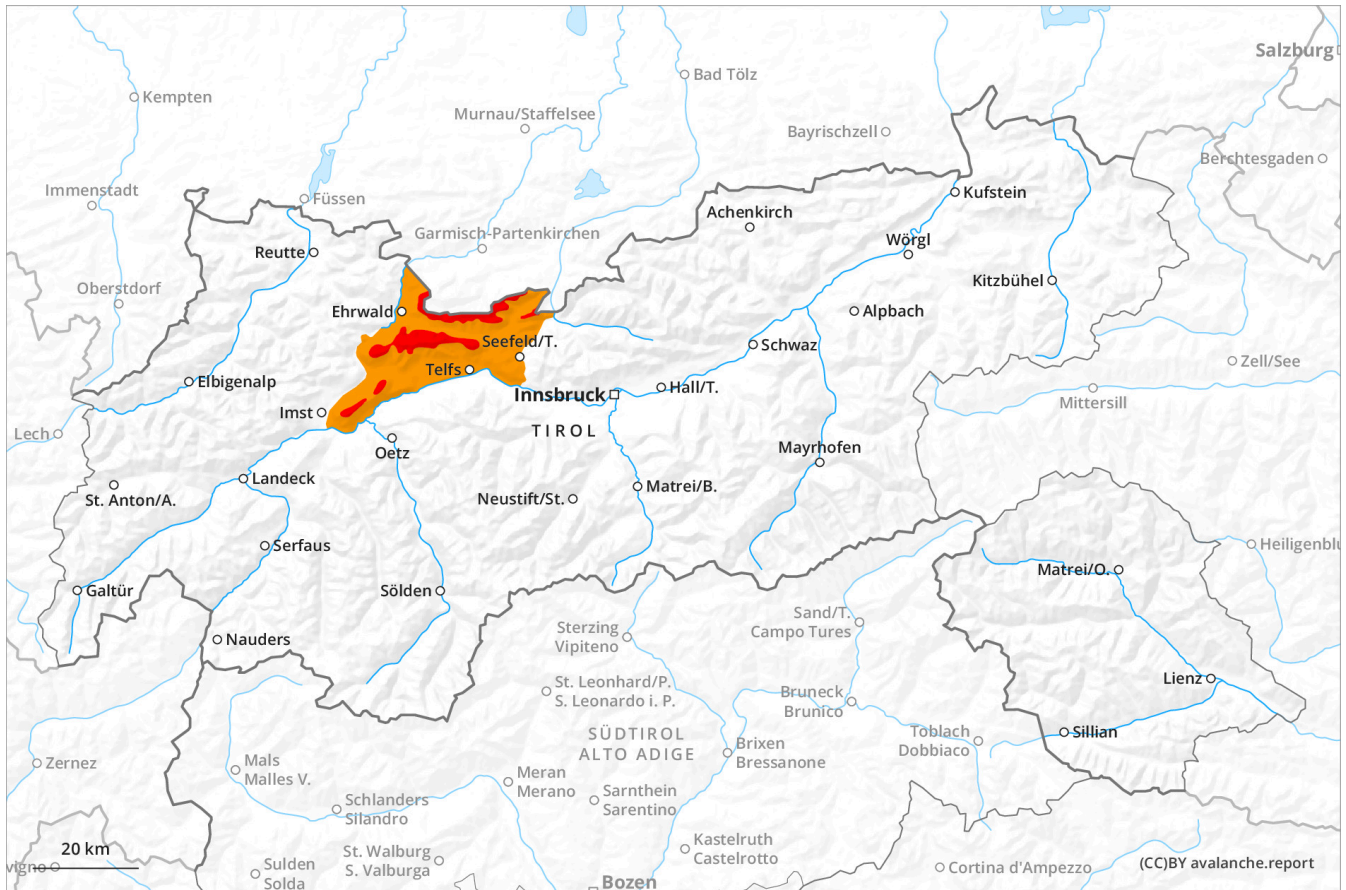 Salzburg
Bad Tölz
Kempten
Murnau/Staffelsee
Bayrischzell
Berchtesgaden
Immenstadt
Füssen
Kufstein
Achenkirch
Garmisch-Partenkirchen
Wörgl
Reutte
Kitzbühel
Oberstdorf
Ehrwald
Alpbach
Seefeld/T.
Schwaz
Zell/See
Telfs
Elbigenalp
Hall/T.
Innsbruck
Mittersill
Imst
TIROL
Lech
Oetz
Mayrhofen
Landeck
Matrei/B.
St. Anton/A.
Neustift/St.
Serfaus
Heiligenblu
Matrei/O.
Galtür
Sölden
Sand/T.
Campo Tures
Nauders
Sterzing
Vipiteno
Lienz
St. Leonhard/P.
S. Leonardo i. P.
Bruneck
Brunico
Sillian
SÜDTIROL
ALTO ADIGE
Toblach
Dobbiaco
Brixen
Bressanone
Zernez
Mals
Malles V.
Meran
Merano
Sarnthein
Sarentino
Schlanders
Silandro
Kastelruth
Castelrotto
20 km
St. Walburg
S. Valburga
vigno
Sulden
Solda
Cortina d'Ampezzo
(CC)BY avalanche.report
Bozen